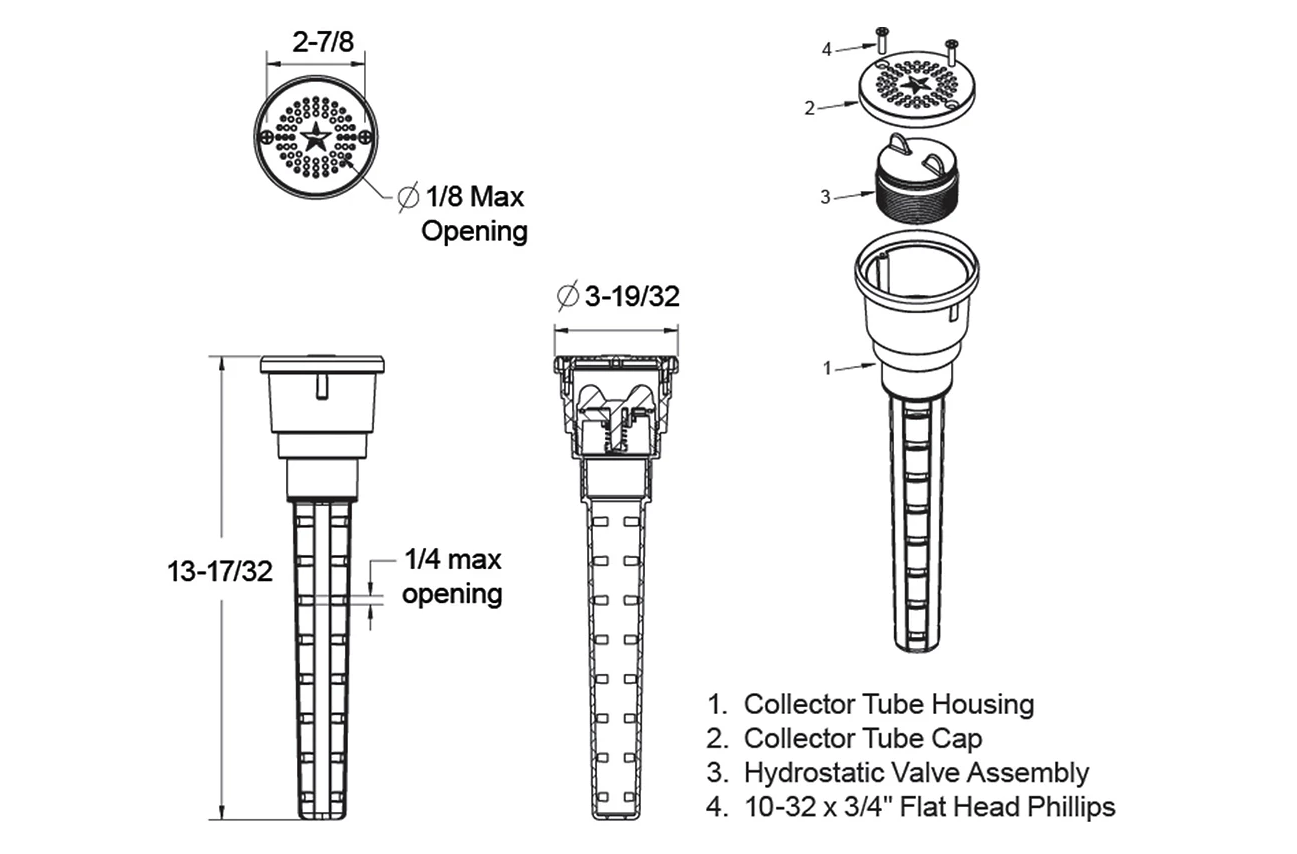 2-7/8
∅ 1/8 Max
Opening
∅ 3-19/32
13-17/32
1/4 max
opening
4
2
3
1
1. Collector Tube Housing
2. Collector Tube Cap
3. Hydrostatic Valve Assembly
4. 10-32 x 3/4" Flat Head Phillips